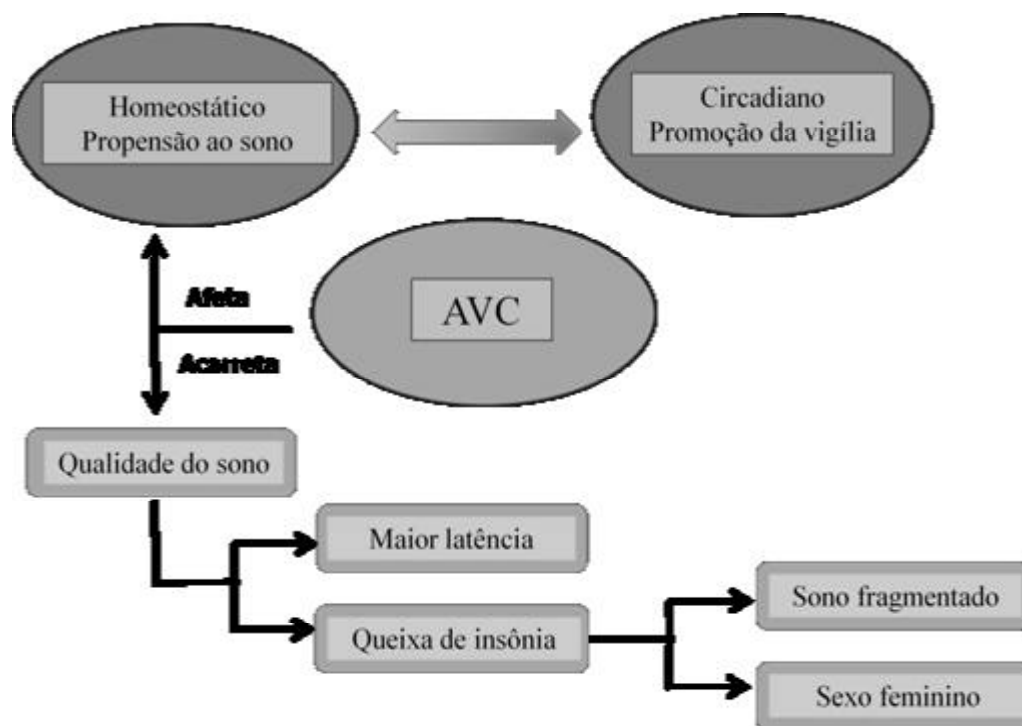 Homeostático
Propensão ao sono
Circadiano
Promoção da vigília
AVC
Afeta
Acarreta
Qualidade do sono
Maior latência
Queixa de insônia
Sono fragmentado
Sexo feminino